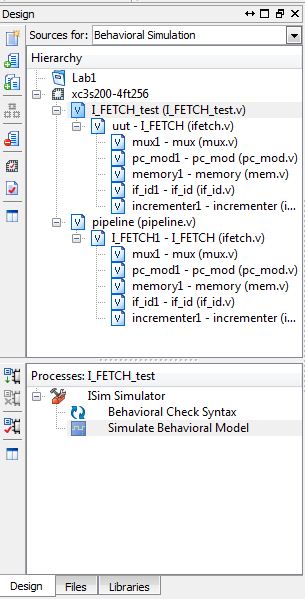 Design
Sources for: Behavioral Simulation
Hierarchy
Lab1
xc3s200-4ft256
I_FETCH_test (I_FETCH_test.v)
uut - I_FETCH (ifetch.v)
mux1 - mux (mux.v)
pc_mod1 - pc_mod (pc_mod.v)
memory1 - memory (mem.v)
if_id1 - if_id (if_id.v)
incrementer1 - incrementer (i...
pipeline (pipeline.v)
I_FETCH1 - I_FETCH (ifetch.v)
mux1 - mux (mux.v)
pc_mod1 - pc_mod (pc_mod.v)
memory1 - memory (mem.v)
if_id1 - if_id (if_id.v)
incrementer1 - incrementer (i...
Processes: I_FETCH_test
ISim Simulator
Behavioral Check Syntax
Simulate Behavioral Model
Design Files Libraries